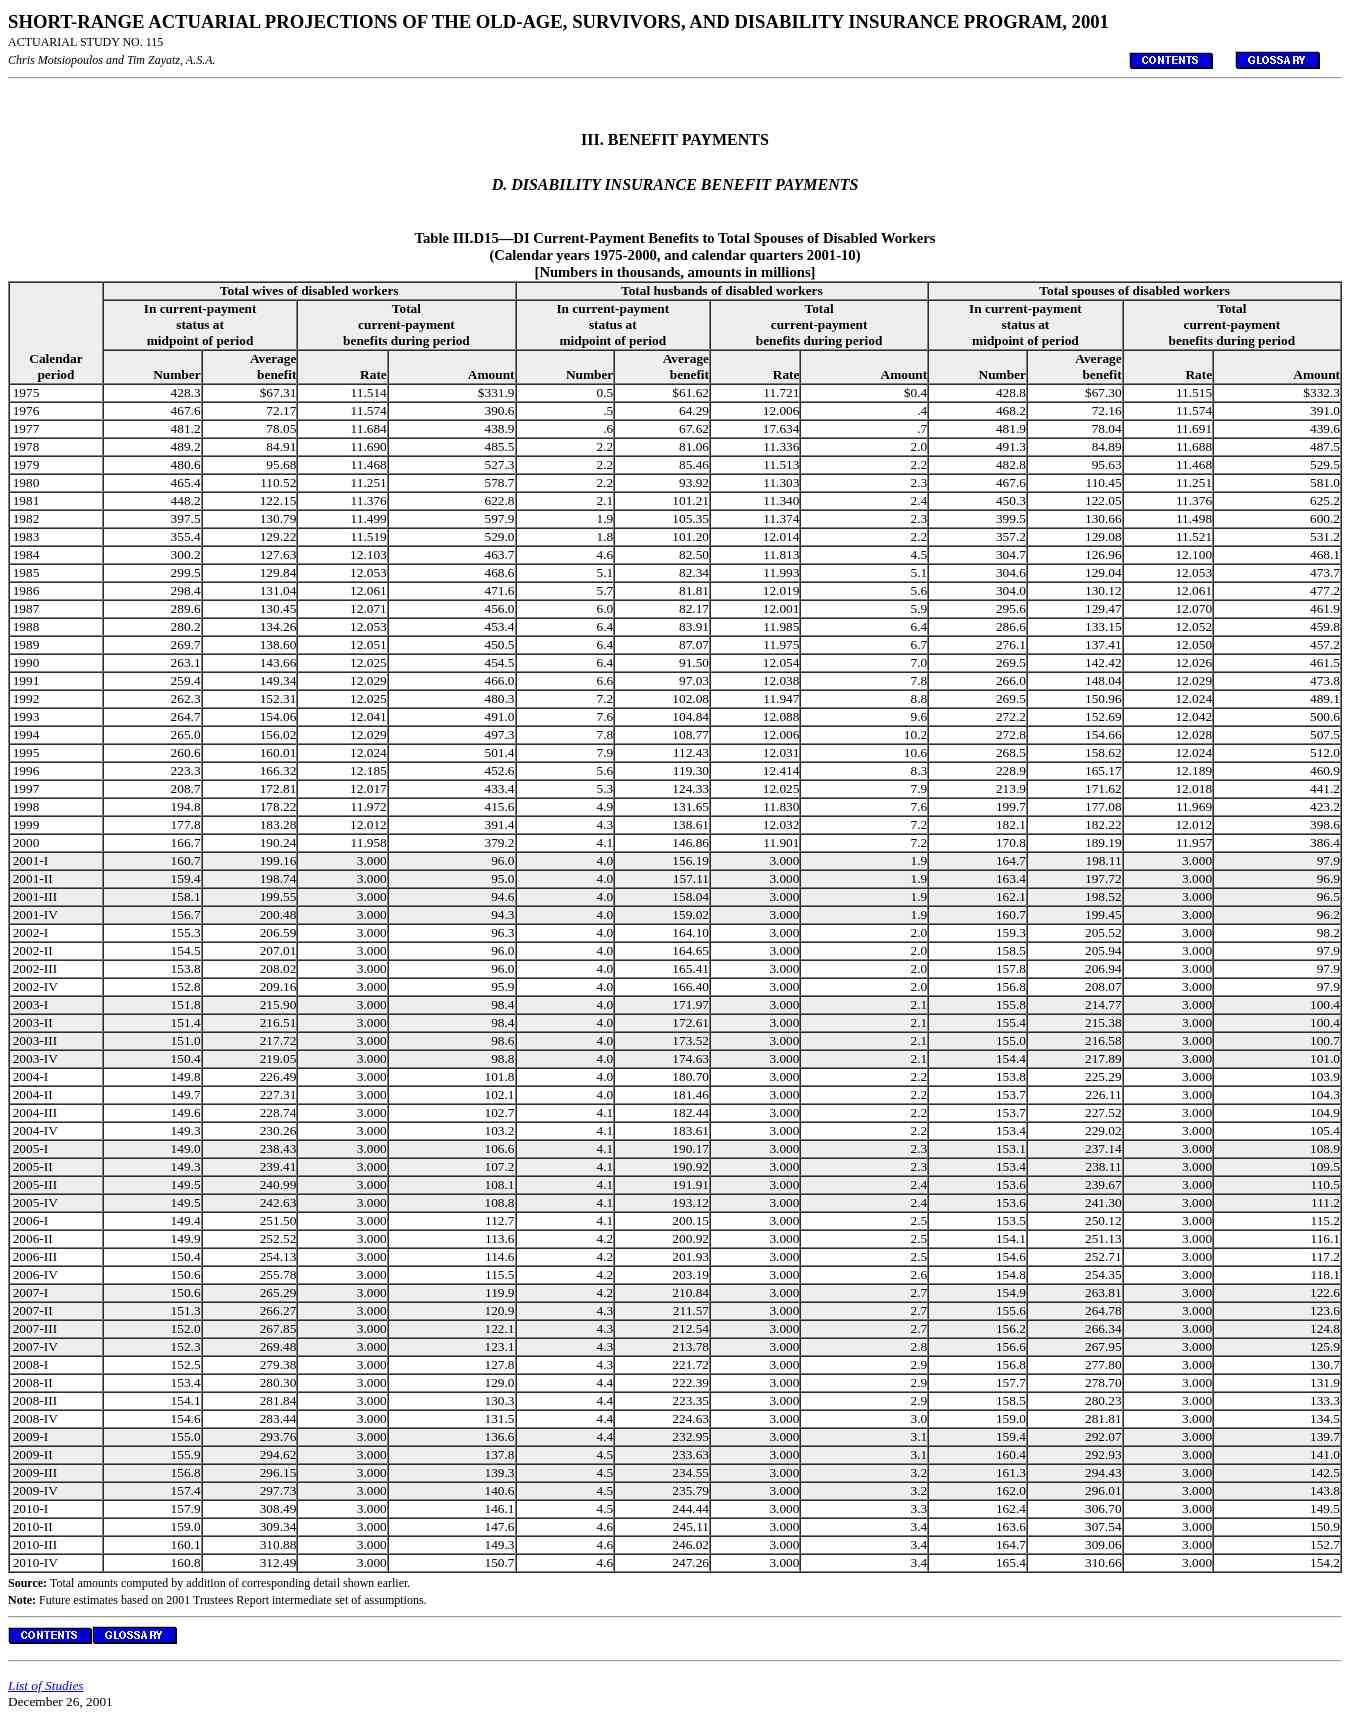 SHORT-RANGE ACTUARIAL PROJECTIONS OF THE OLD-AGE, SURVIVORS, AND DISABILITY INSURANCE PROGRAM, 2001
ACTUARIAL STUDY NO. 115
Chris Motsiopoulos and Tim Zayatz, A.S.A. CONTENTS GLOSSARY
III. BENEFIT PAYMENTS
D. DISABILITY INSURANCE BENEFIT PAYMENTS
Table III.D15—DI Current-Payment Benefits to Total Spouses of Disabled Workers
(Calendar years 1975-2000, and calendar quarters 2001-10)
[Numbers in thousands, amounts in millions]
Total wives of disabled workers Total husbands of disabled workers Total spouses of disabled workers
In current-payment Total In current-payment Total In current-payment Total
status at current-payment status at current-payment status at current-payment
midpoint of period benefits during period midpoint of period benefits during period midpoint of period benefits during period
Calendar Average Average Average
period Number benefit Rate Amount Number benefit Rate Amount Number benefit Rate Amount
1975 428.3 $67.31 11.514 $331.9 0.5 $61.62 11.721 $0.4 428.8 $67.30 11.515 $332.3
1976 467.6 72.17 11.574 390.6 .5 64.29 12.006 .4 468.2 72.16 11.574 391.0
1977 481.2 78.05 11.684 438.9 .6 67.62 17.634 .7 481.9 78.04 11.691 439.6
1978 489.2 84.91 11.690 485.5 2.2 81.06 11.336 2.0 491.3 84.89 11.688 487.5
1979 480.6 95.68 11.468 527.3 2.2 85.46 11.513 2.2 482.8 95.63 11.468 529.5
1980 465.4 110.52 11.251 578.7 2.2 93.92 11.303 2.3 467.6 110.45 11.251 581.0
1981 448.2 122.15 11.376 622.8 2.1 101.21 11.340 2.4 450.3 122.05 11.376 625.2
1982 397.5 130.79 11.499 597.9 1.9 105.35 11.374 2.3 399.5 130.66 11.498 600.2
1983 355.4 129.22 11.519 529.0 1.8 101.20 12.014 2.2 357.2 129.08 11.521 531.2
1984 300.2 127.63 12.103 463.7 4.6 82.50 11.813 4.5 304.7 126.96 12.100 468.1
1985 299.5 129.84 12.053 468.6 5.1 82.34 11.993 5.1 304.6 129.04 12.053 473.7
1986 298.4 131.04 12.061 471.6 5.7 81.81 12.019 5.6 304.0 130.12 12.061 477.2
1987 289.6 130.45 12.071 456.0 6.0 82.17 12.001 5.9 295.6 129.47 12.070 461.9
1988 280.2 134.26 12.053 453.4 6.4 83.91 11.985 6.4 286.6 133.15 12.052 459.8
1989 269.7 138.60 12.051 450.5 6.4 87.07 11.975 6.7 276.1 137.41 12.050 457.2
1990 263.1 143.66 12.025 454.5 6.4 91.50 12.054 7.0 269.5 142.42 12.026 461.5
1991 259.4 149.34 12.029 466.0 6.6 97.03 12.038 7.8 266.0 148.04 12.029 473.8
1992 262.3 152.31 12.025 480.3 7.2 102.08 11.947 8.8 269.5 150.96 12.024 489.1
1993 264.7 154.06 12.041 491.0 7.6 104.84 12.088 9.6 272.2 152.69 12.042 500.6
1994 265.0 156.02 12.029 497.3 7.8 108.77 12.006 10.2 272.8 154.66 12.028 507.5
1995 260.6 160.01 12.024 501.4 7.9 112.43 12.031 10.6 268.5 158.62 12.024 512.0
1996 223.3 166.32 12.185 452.6 5.6 119.30 12.414 8.3 228.9 165.17 12.189 460.9
1997 208.7 172.81 12.017 433.4 5.3 124.33 12.025 7.9 213.9 171.62 12.018 441.2
1998 194.8 178.22 11.972 415.6 4.9 131.65 11.830 7.6 199.7 177.08 11.969 423.2
1999 177.8 183.28 12.012 391.4 4.3 138.61 12.032 7.2 182.1 182.22 12.012 398.6
2000 166.7 190.24 11.958 379.2 4.1 146.86 11.901 7.2 170.8 189.19 11.957 386.4
2001-I 160.7 199.16 3.000 96.0 4.0 156.19 3.000 1.9 164.7 198.11 3.000 97.9
2001-II 159.4 198.74 3.000 95.0 4.0 157.11 3.000 1.9 163.4 197.72 3.000 96.9
2001-III 158.1 199.55 3.000 94.6 4.0 158.04 3.000 1.9 162.1 198.52 3.000 96.5
2001-IV 156.7 200.48 3.000 94.3 4.0 159.02 3.000 1.9 160.7 199.45 3.000 96.2
2002-I 155.3 206.59 3.000 96.3 4.0 164.10 3.000 2.0 159.3 205.52 3.000 98.2
2002-II 154.5 207.01 3.000 96.0 4.0 164.65 3.000 2.0 158.5 205.94 3.000 97.9
2002-III 153.8 208.02 3.000 96.0 4.0 165.41 3.000 2.0 157.8 206.94 3.000 97.9
2002-IV 152.8 209.16 3.000 95.9 4.0 166.40 3.000 2.0 156.8 208.07 3.000 97.9
2003-I 151.8 215.90 3.000 98.4 4.0 171.97 3.000 2.1 155.8 214.77 3.000 100.4
2003-II 151.4 216.51 3.000 98.4 4.0 172.61 3.000 2.1 155.4 215.38 3.000 100.4
2003-III 151.0 217.72 3.000 98.6 4.0 173.52 3.000 2.1 155.0 216.58 3.000 100.7
2003-IV 150.4 219.05 3.000 98.8 4.0 174.63 3.000 2.1 154.4 217.89 3.000 101.0
2004-I 149.8 226.49 3.000 101.8 4.0 180.70 3.000 2.2 153.8 225.29 3.000 103.9
2004-II 149.7 227.31 3.000 102.1 4.0 181.46 3.000 2.2 153.7 226.11 3.000 104.3
2004-III 149.6 228.74 3.000 102.7 4.1 182.44 3.000 2.2 153.7 227.52 3.000 104.9
2004-IV 149.3 230.26 3.000 103.2 4.1 183.61 3.000 2.2 153.4 229.02 3.000 105.4
2005-I 149.0 238.43 3.000 106.6 4.1 190.17 3.000 2.3 153.1 237.14 3.000 108.9
2005-II 149.3 239.41 3.000 107.2 4.1 190.92 3.000 2.3 153.4 238.11 3.000 109.5
2005-III 149.5 240.99 3.000 108.1 4.1 191.91 3.000 2.4 153.6 239.67 3.000 110.5
2005-IV 149.5 242.63 3.000 108.8 4.1 193.12 3.000 2.4 153.6 241.30 3.000 111.2
2006-I 149.4 251.50 3.000 112.7 4.1 200.15 3.000 2.5 153.5 250.12 3.000 115.2
2006-II 149.9 252.52 3.000 113.6 4.2 200.92 3.000 2.5 154.1 251.13 3.000 116.1
2006-III 150.4 254.13 3.000 114.6 4.2 201.93 3.000 2.5 154.6 252.71 3.000 117.2
2006-IV 150.6 255.78 3.000 115.5 4.2 203.19 3.000 2.6 154.8 254.35 3.000 118.1
2007-I 150.6 265.29 3.000 119.9 4.2 210.84 3.000 2.7 154.9 263.81 3.000 122.6
2007-II 151.3 266.27 3.000 120.9 4.3 211.57 3.000 2.7 155.6 264.78 3.000 123.6
2007-III 152.0 267.85 3.000 122.1 4.3 212.54 3.000 2.7 156.2 266.34 3.000 124.8
2007-IV 152.3 269.48 3.000 123.1 4.3 213.78 3.000 2.8 156.6 267.95 3.000 125.9
2008-I 152.5 279.38 3.000 127.8 4.3 221.72 3.000 2.9 156.8 277.80 3.000 130.7
2008-II 153.4 280.30 3.000 129.0 4.4 222.39 3.000 2.9 157.7 278.70 3.000 131.9
2008-III 154.1 281.84 3.000 130.3 4.4 223.35 3.000 2.9 158.5 280.23 3.000 133.3
2008-IV 154.6 283.44 3.000 131.5 4.4 224.63 3.000 3.0 159.0 281.81 3.000 134.5
2009-I 155.0 293.76 3.000 136.6 4.4 232.95 3.000 3.1 159.4 292.07 3.000 139.7
2009-II 155.9 294.62 3.000 137.8 4.5 233.63 3.000 3.1 160.4 292.93 3.000 141.0
2009-III 156.8 296.15 3.000 139.3 4.5 234.55 3.000 3.2 161.3 294.43 3.000 142.5
2009-IV 157.4 297.73 3.000 140.6 4.5 235.79 3.000 3.2 162.0 296.01 3.000 143.8
2010-I 157.9 308.49 3.000 146.1 4.5 244.44 3.000 3.3 162.4 306.70 3.000 149.5
2010-II 159.0 309.34 3.000 147.6 4.6 245.11 3.000 3.4 163.6 307.54 3.000 150.9
2010-III 160.1 310.88 3.000 149.3 4.6 246.02 3.000 3.4 164.7 309.06 3.000 152.7
2010-IV 160.8 312.49 3.000 150.7 4.6 247.26 3.000 3.4 165.4 310.66 3.000 154.2
Source: Total amounts computed by addition of corresponding detail shown earlier.
Note: Future estimates based on 2001 Trustees Report intermediate set of assumptions.
CONTENTS GLOSSARY
List of Studies
December 26, 2001